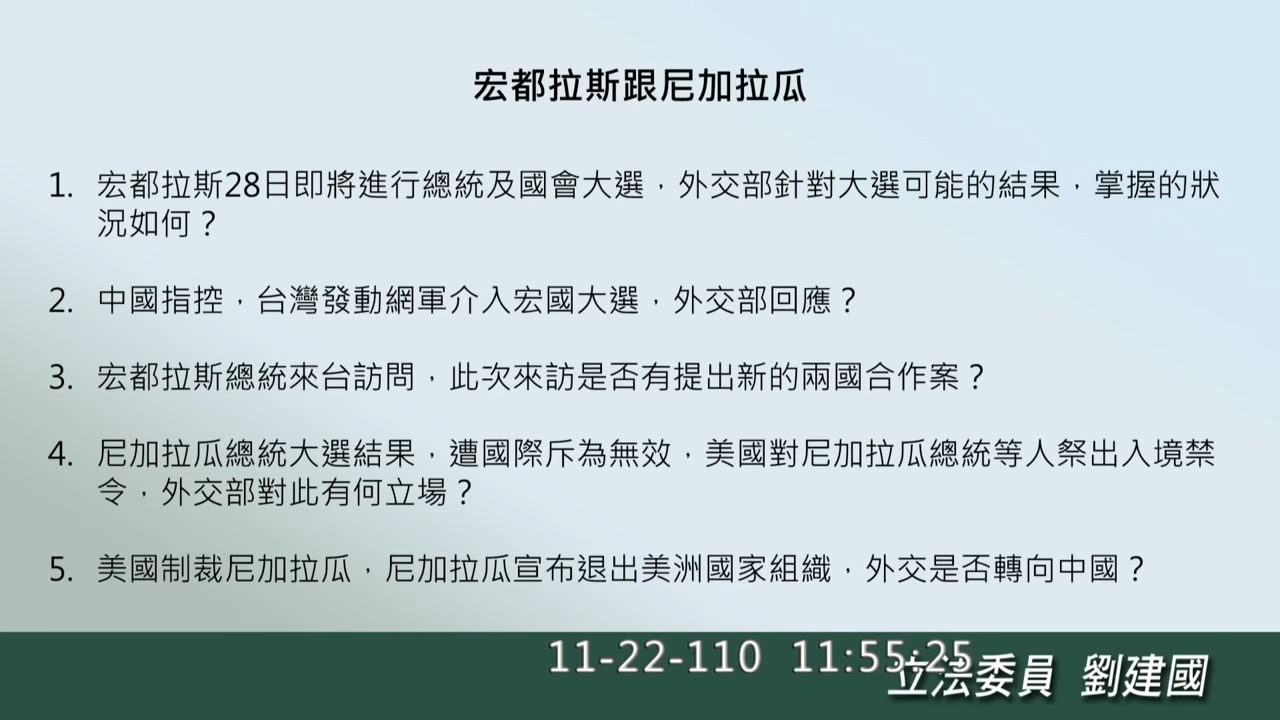 宏都拉斯跟尼加拉瓜
1. 宏都拉斯28日即將進行總統及國會大選，外交部針對大選可能的結果，掌握的狀
況如何？
2. 中國指控，台灣發動網軍介入宏國大選，外交部回應？
3. 宏都拉斯總統來台訪問，此次來訪是否有提出新的兩國合作案？
4. 尼加拉瓜總統大選結果，遭國際斥為無效，美國對尼加拉瓜總統等人祭出入境禁
令，外交部對此有何立場？
5. 美國制裁尼加拉瓜，尼加拉瓜宣布退出美洲國家組織，外交是否轉向中國？
11-22-110 11:55:25
立法委員 劉建國